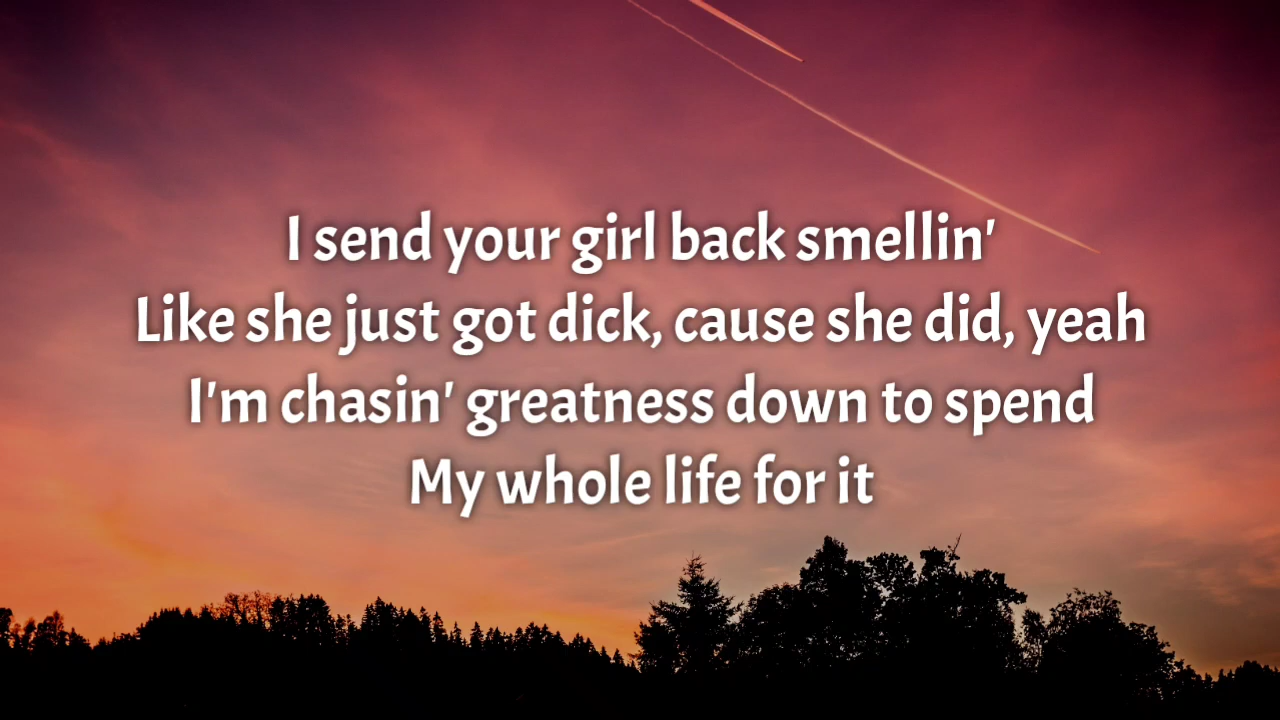 I send your girl back smellin'
Like she just got dick, cause she did, yeah
I'm chasin' greatness down to spend
My whole life for it